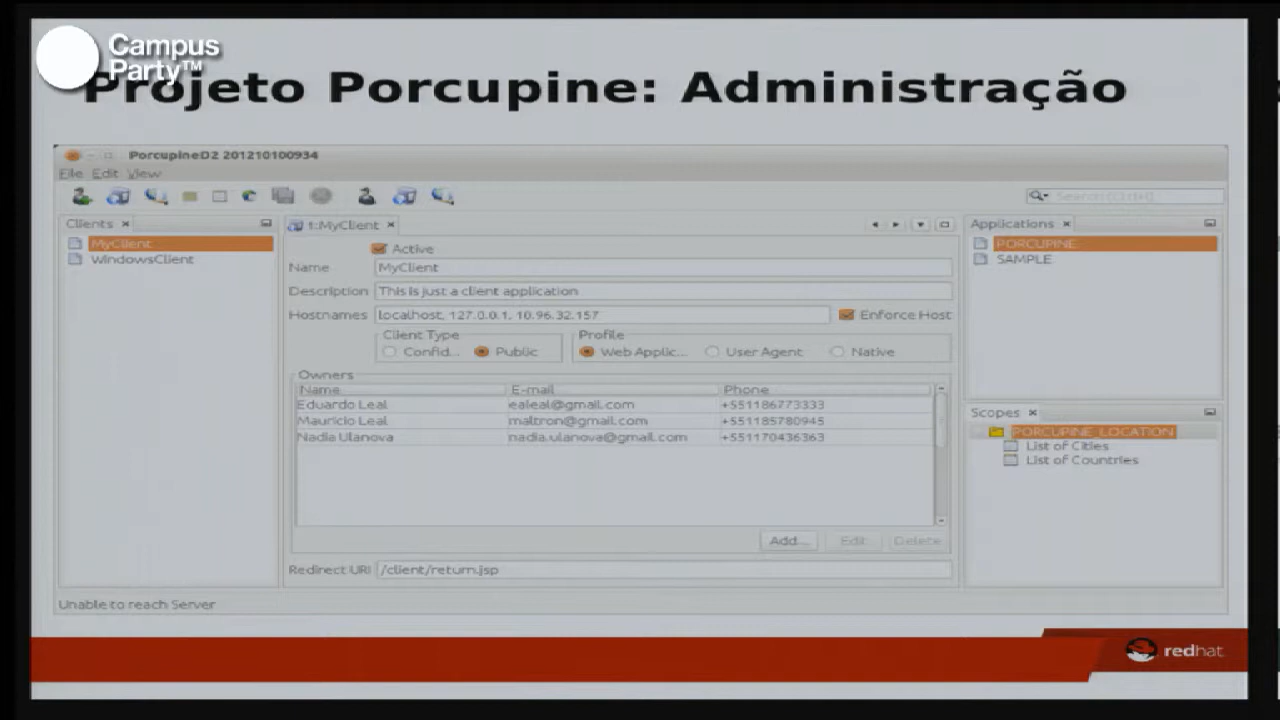 Campus
Party™
Projeto Porcupine: Administração
PorcupineD2 201210100934
File Edit View
Search (Ctrl+I)
Clients
MyClient
WindowsClient
1:MyClient
Active
Name MyClient
Description This is just a client application
Hostnames localhost, 127.0.0.1, 10.96.32.157 Enforce Host
Client Type
Confid... Public
Profile
Web Applic... User Agent Native
Owners
Name E-mail Phone
Eduardo Leal ealeal@gmail.com +551186773333
Mauricio Leal maltron@gmail.com +551185780945
Nadia Ulanova nadia.ulanova@gmail.com +551170436363
Add... Edit Delete
Redirect URI /client/return.jsp
Applications
PORCUPINE
SAMPLE
Scopes
PORCUPINE_LOCATION
List of Cities
List of Countries
Unable to reach Server
redhat